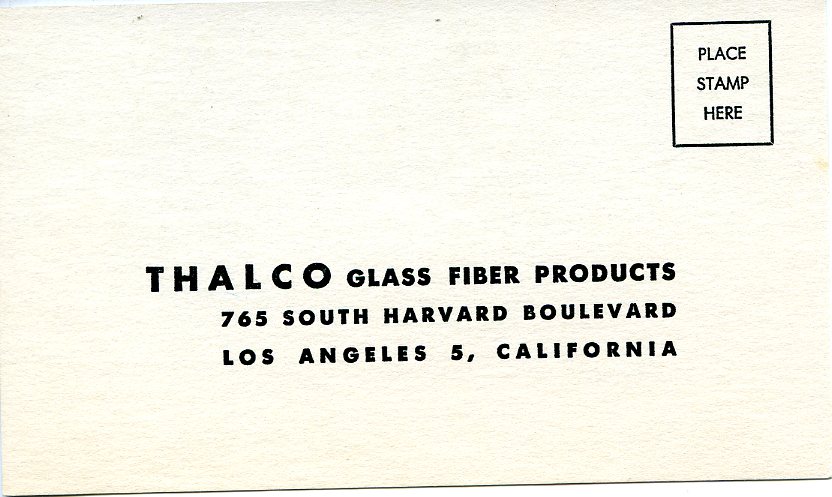 PLACE
STAMP
HERE
THALCO GLASS FIBER PRODUCTS
765 SOUTH HARVARD BOULEVARD
LOS ANGELES 5, CALIFORNIA